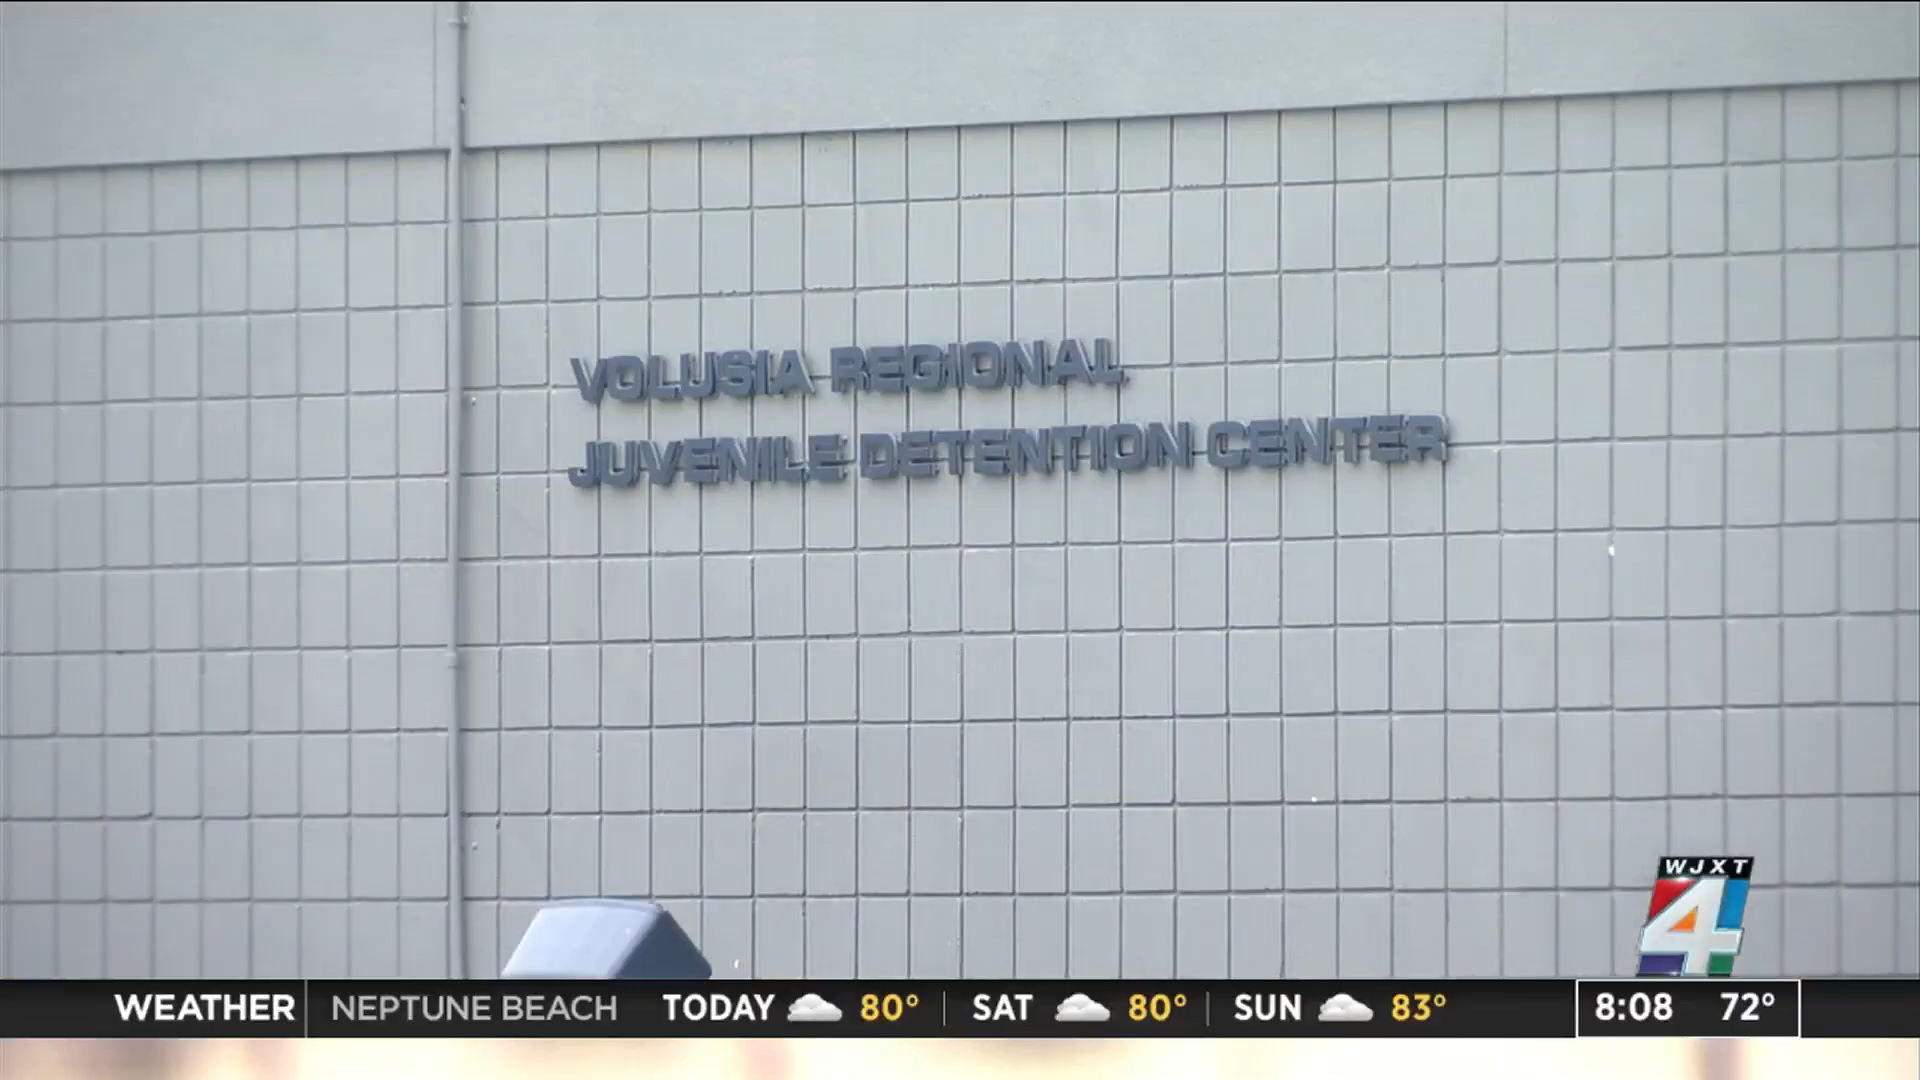 VOLUSIA REGIONAL
JUVENILE DETENTION CENTER
WJXT
4
WEATHER NEPTUNE BEACH TODAY 80° SAT 80° SUN 83° 8:08 72°